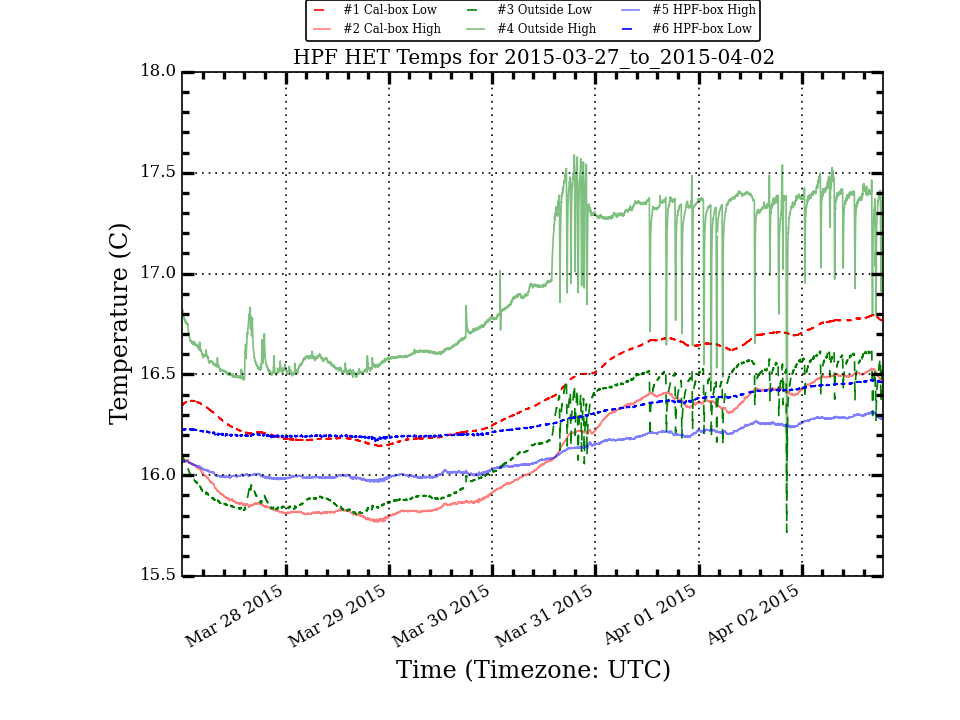 #1 Cal-box Low #3 Outside Low #5 HPF-box High
#2 Cal-box High #4 Outside High #6 HPF-box Low
HPF HET Temps for 2015-03-27_to_2015-04-02
18.0
17.5
17.0
16.5
16.0
15.5
Temperature (C)
Mar 28 2015 Mar 29 2015 Mar 30 2015 Mar 31 2015 Apr 01 2015 Apr 02 2015
Time (Timezone: UTC)